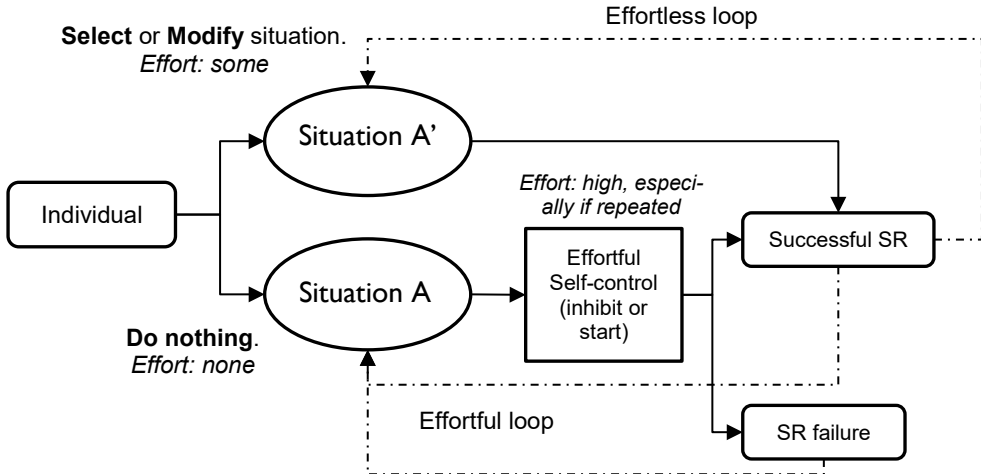 Effortless loop
Select or Modify situation.
Effort: some
Situation A’
Effort: high, especi-
ally if repeated
Individual
Successful SR
Effortful
Self-control
(inhibit or
start)
Situation A
Do nothing.
Effort: none
Effortful loop
SR failure